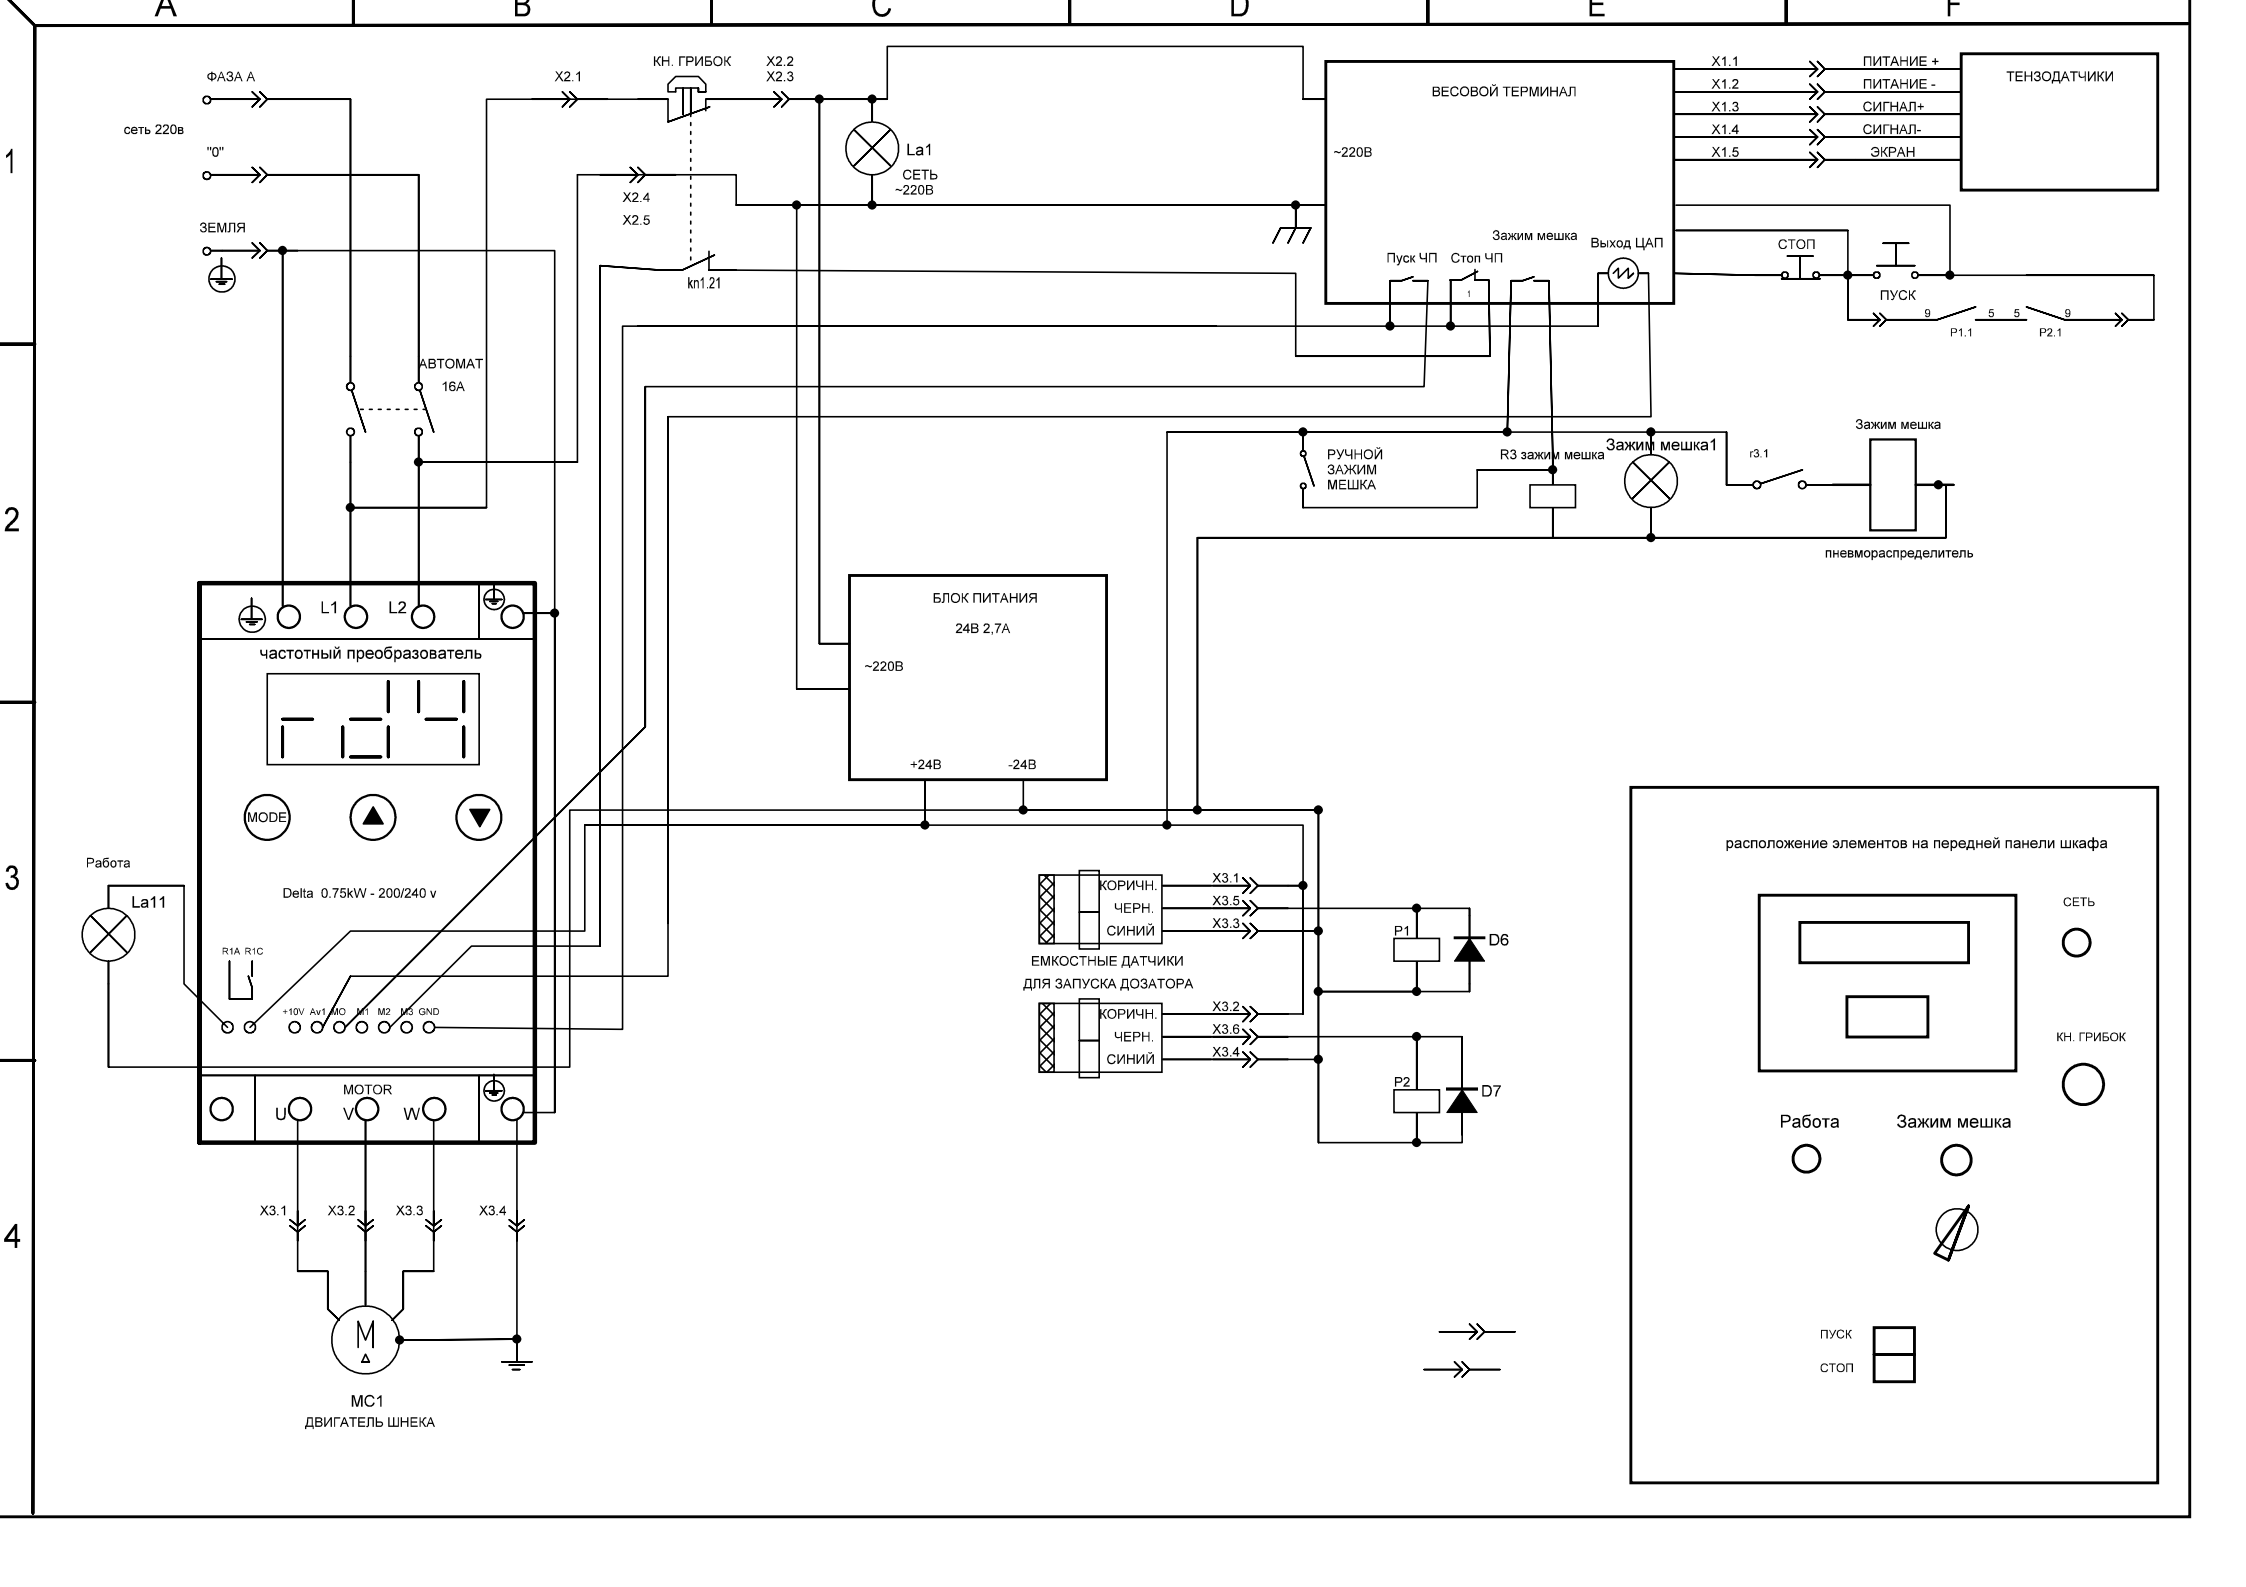 A B C D E F
1
2
3
4
ФАЗА А
сеть 220в
"0"
ЗЕМЛЯ
АВТОМАТ
16А
X2.1
КН. ГРИБОК
X2.2
X2.3
X2.4
X2.5
kn1.21
La1
СЕТЬ
~220В
ВЕСОВОЙ ТЕРМИНАЛ
~220В
Пуск ЧП
Стоп ЧП
1
Зажим мешка
Выход ЦАП
X1.1 ПИТАНИЕ +
X1.2 ПИТАНИЕ -
X1.3 СИГНАЛ+
X1.4 СИГНАЛ-
X1.5 ЭКРАН
ТЕНЗОДАТЧИКИ
СТОП
ПУСК
9 5 5 9
P1.1 P2.1
РУЧНОЙ
ЗАЖИМ
МЕШКА
R3 зажим мешка
Зажим мешка1
r3.1
Зажим мешка
пневмораспределитель
L1 L2
частотный преобразователь
rd4
MODE
Delta 0.75kW - 200/240 v
Работа
La11
R1A R1C
+10V Av1 MO M1 M2 M3 GND
MOTOR
U V W
X3.1 X3.2 X3.3 X3.4
M
Δ
МС1
ДВИГАТЕЛЬ ШНЕКА
БЛОК ПИТАНИЯ
24В 2,7А
~220В
+24В -24В
КОРИЧН. X3.1
ЧЕРН. X3.5
СИНИЙ X3.3
P1
D6
ЕМКОСТНЫЕ ДАТЧИКИ
ДЛЯ ЗАПУСКА ДОЗАТОРА
КОРИЧН. X3.2
ЧЕРН. X3.6
СИНИЙ X3.4
P2
D7
расположение элементов на передней панели шкафа
СЕТЬ
КН. ГРИБОК
Работа
Зажим мешка
ПУСК
СТОП